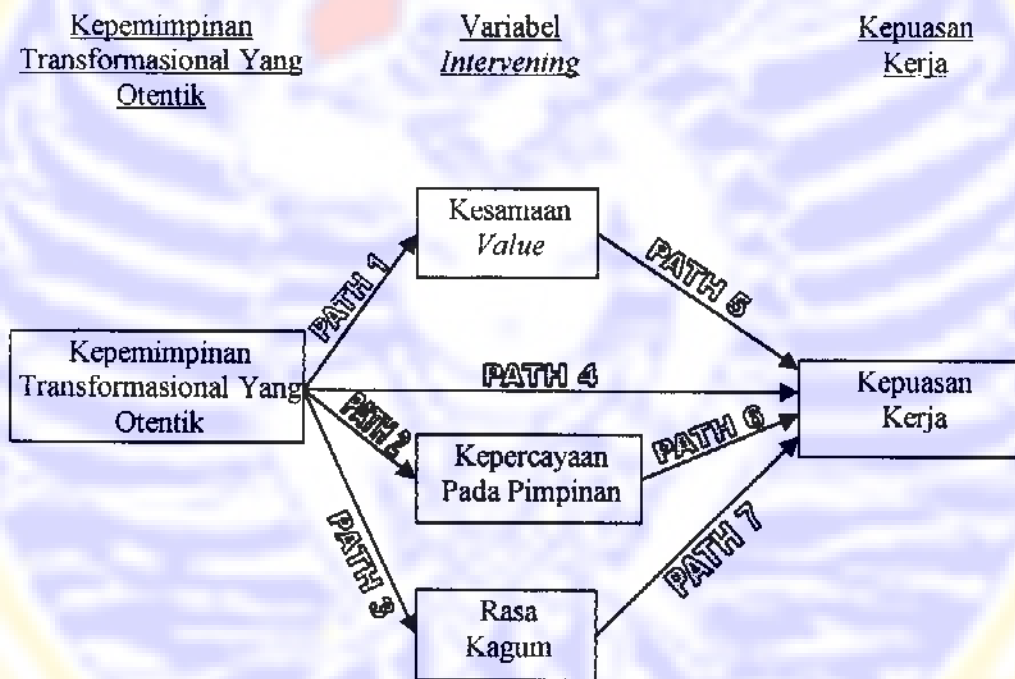 Kepemimpinan
Transformasional Yang
Otentik
Variabel
Intervening
Kepuasan
Kerja
Kesamaan
Value
PATH 1
PATH 5
Kepemimpinan
Transformasional Yang
Otentik
PATH 4
Kepuasan
Kerja
PATH 2
PATH 6
Kepercayaan
Pada Pimpinan
PATH 3
PATH 7
Rasa
Kagum